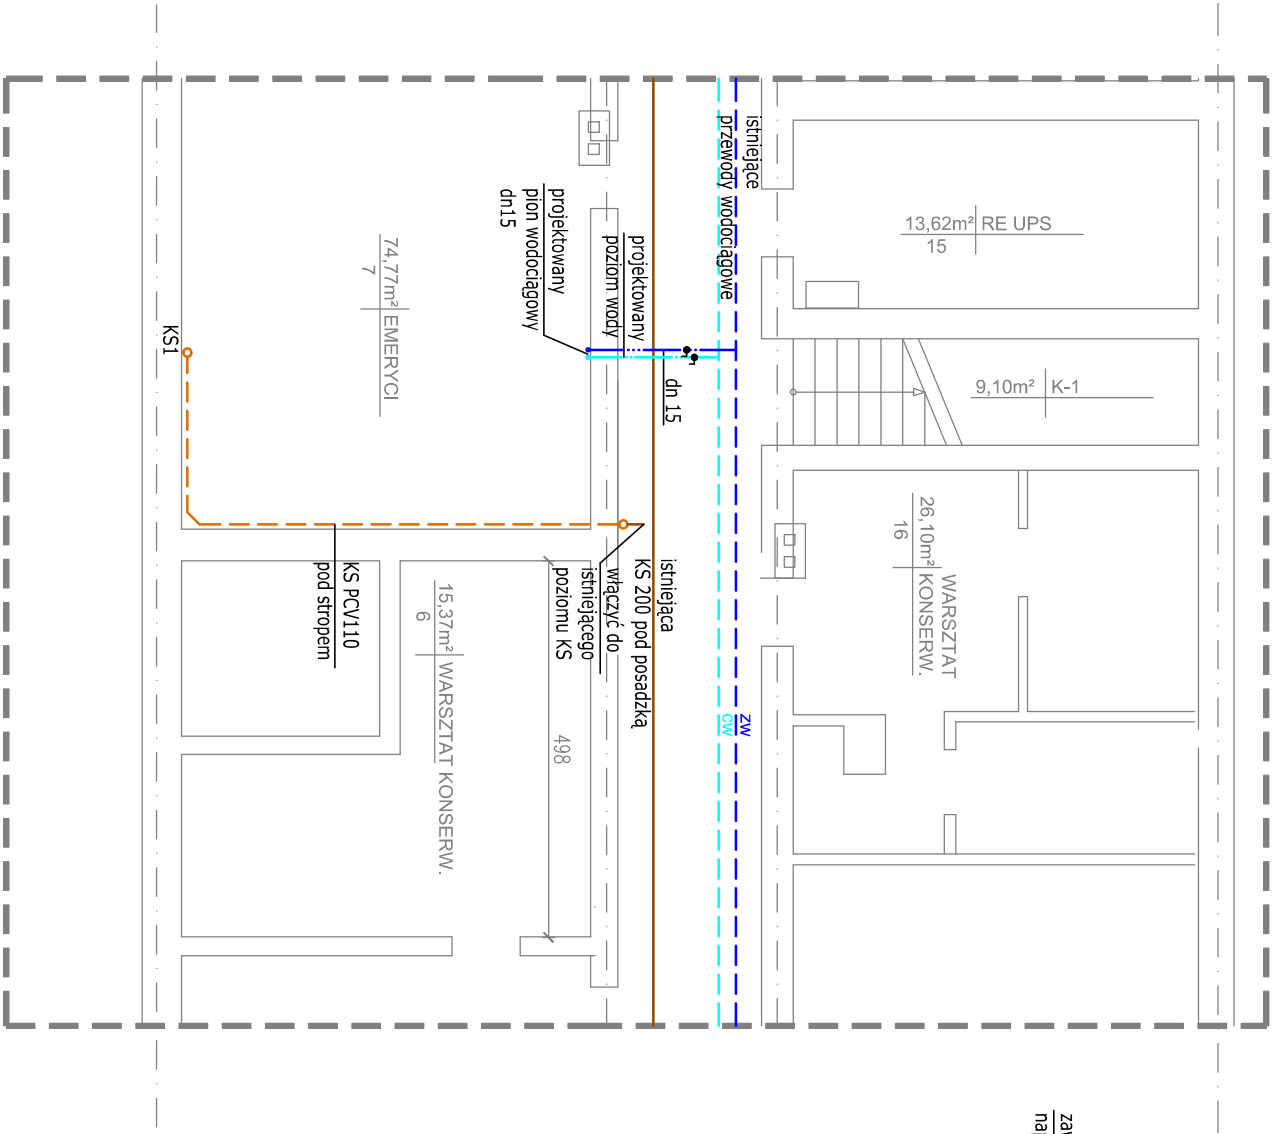 istniejące
przewody wodociągowe
13,62m² RE UPS
15
projektowany
pion wodociągowy
dn15
projektowany
poziom wody
74,77m² EMERYCI
7
KS1
dn 15
9,10m² K-1
WARSZTAT
26,10m² KONSERW.
16
istniejąca
KS 200 pod posadzką
włączyć do
istniejącego
poziomu KS
KS PCV110
pod stropem
15,37m² WARSZTAT KONSERW.
6
498
zw
cw